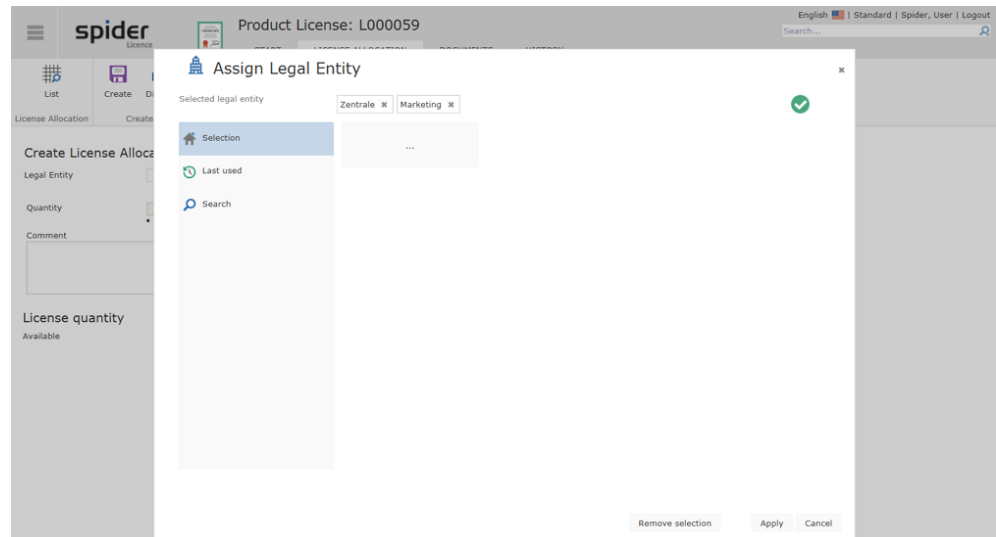 English | Standard | Spider, User | Logout
spider
Licence
Product License: L000059
Search...
Assign Legal Entity
List
Create
License Allocation
Create
Selected legal entity
Zentrale
Marketing
Selection
...
Last used
Search
Create License Alloca
Legal Entity
Quantity
Comment
License quantity
Available
Remove selection
Apply
Cancel